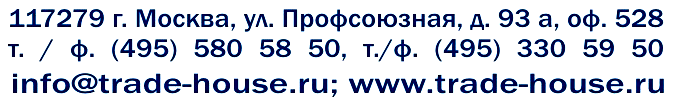 117279 г. Москва, ул. Профсоюзная, д. 93 а, оф. 528
т. / ф. (495) 580 58 50, т./ф. (495) 330 59 50
info@trade-house.ru; www.trade-house.ru